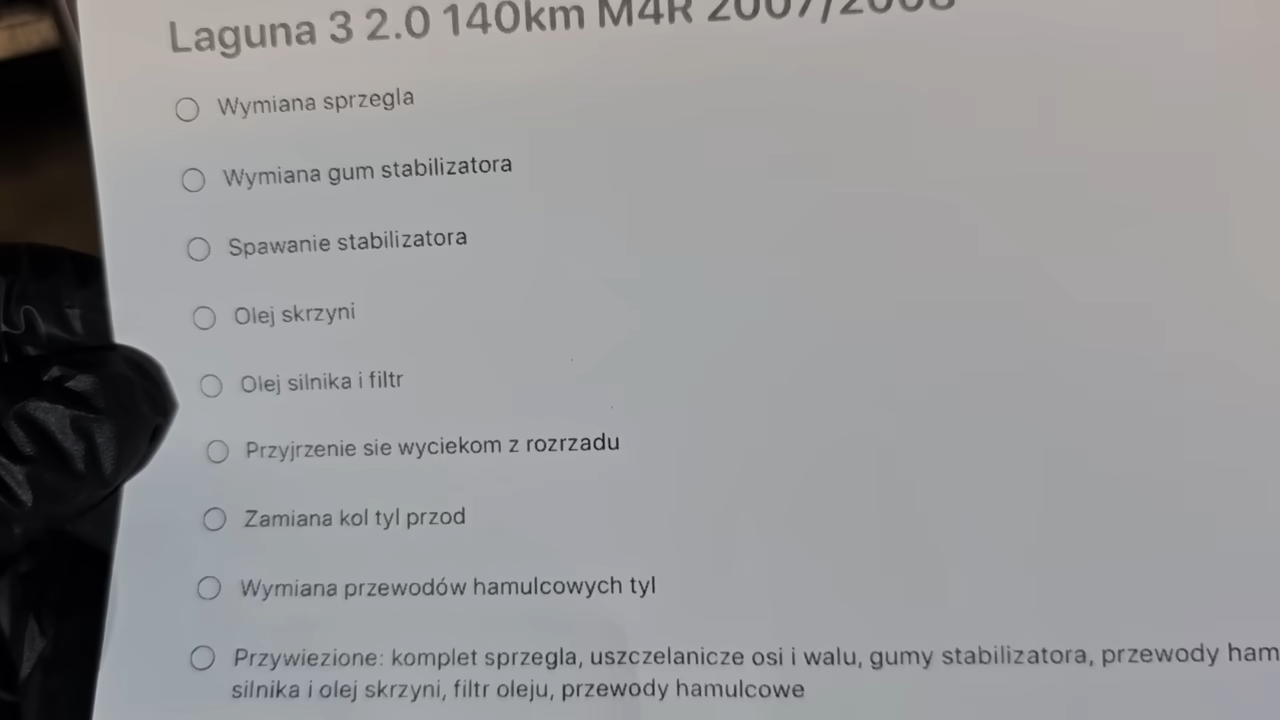 Laguna 3 2.0 140km M4R 2007/2008
Wymiana sprzegla
Wymiana gum stabilizatora
Spawanie stabilizatora
Olej skrzyni
Olej silnika i filtr
Przyjrzenie sie wyciekom z rozrzadu
Zamiana kol tyl przod
Wymiana przewodów hamulcowych tyl
Przywiezione: komplet sprzegla, uszczelanicze osi i walu, gumy stabilizatora, przewody ham
silnika i olej skrzyni, filtr oleju, przewody hamulcowe